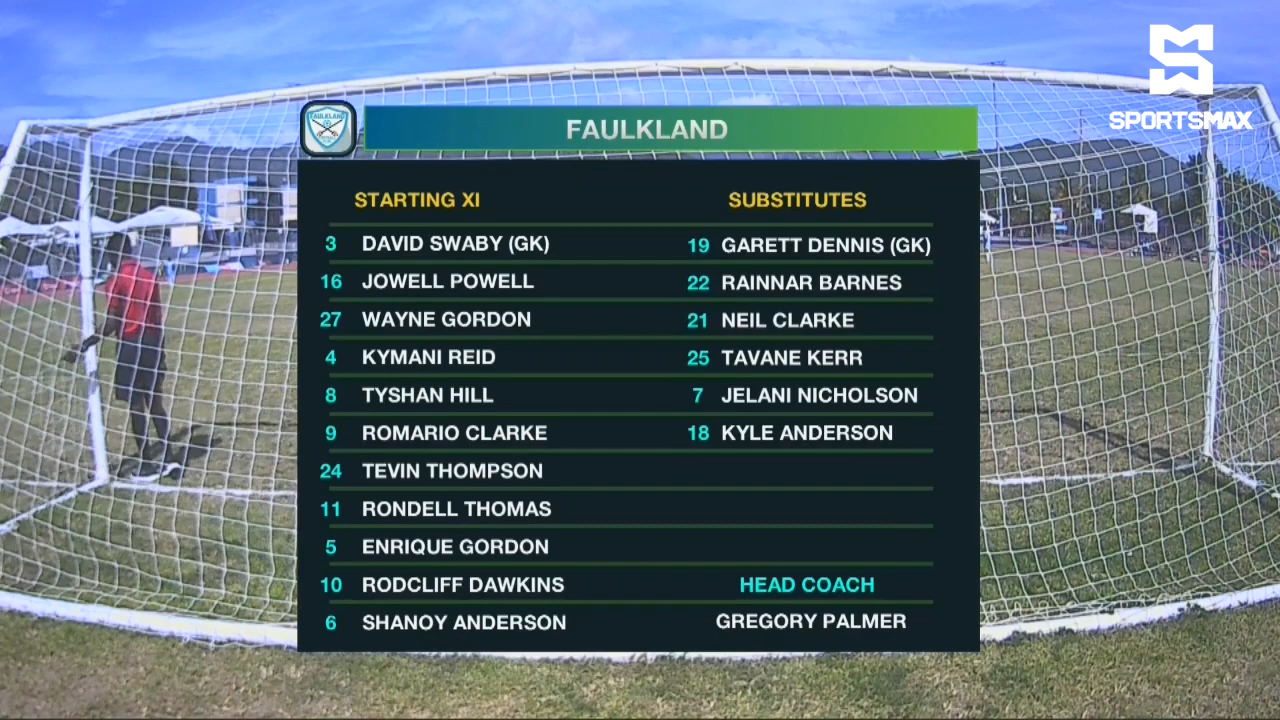 SPORTSMAX
FAULKLAND
FAULKLAND
STARTING XI
3 DAVID SWABY (GK)
16 JOWELL POWELL
27 WAYNE GORDON
4 KYMANI REID
8 TYSHAN HILL
9 ROMARIO CLARKE
24 TEVIN THOMPSON
11 RONDELL THOMAS
5 ENRIQUE GORDON
10 RODCLIFF DAWKINS
6 SHANOY ANDERSON
SUBSTITUTES
19 GARETT DENNIS (GK)
22 RAINNAR BARNES
21 NEIL CLARKE
25 TAVANE KERR
7 JELANI NICHOLSON
18 KYLE ANDERSON
HEAD COACH
GREGORY PALMER